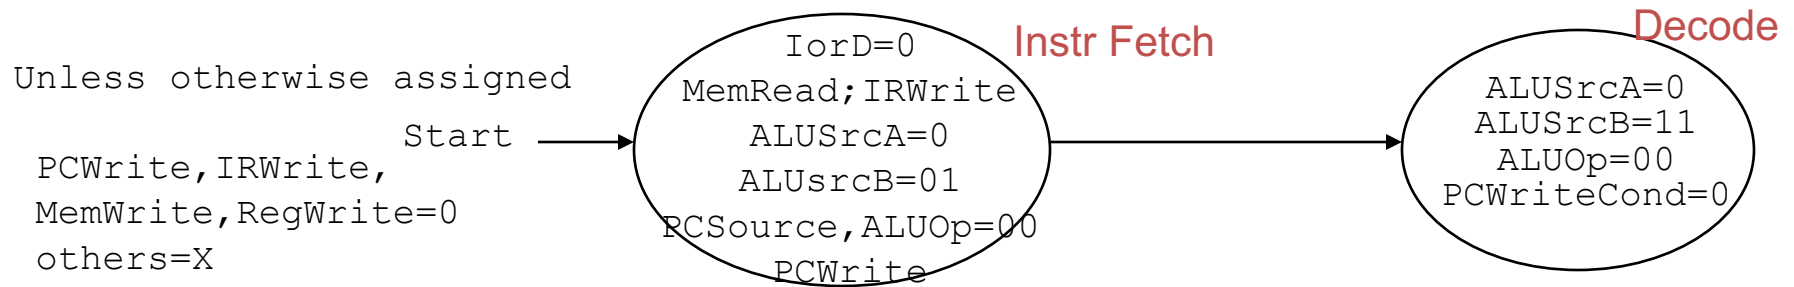 Unless otherwise assigned
Start
PCWrite,IRWrite,
MemWrite,RegWrite=0
others=X
IorD=0
MemRead;IRWrite
ALUSrcA=0
ALUsrcB=01
PCSource,ALUOp=00
PCWrite
Instr Fetch
Decode
ALUSrcA=0
ALUSrcB=11
ALUOp=00
PCWriteCond=0